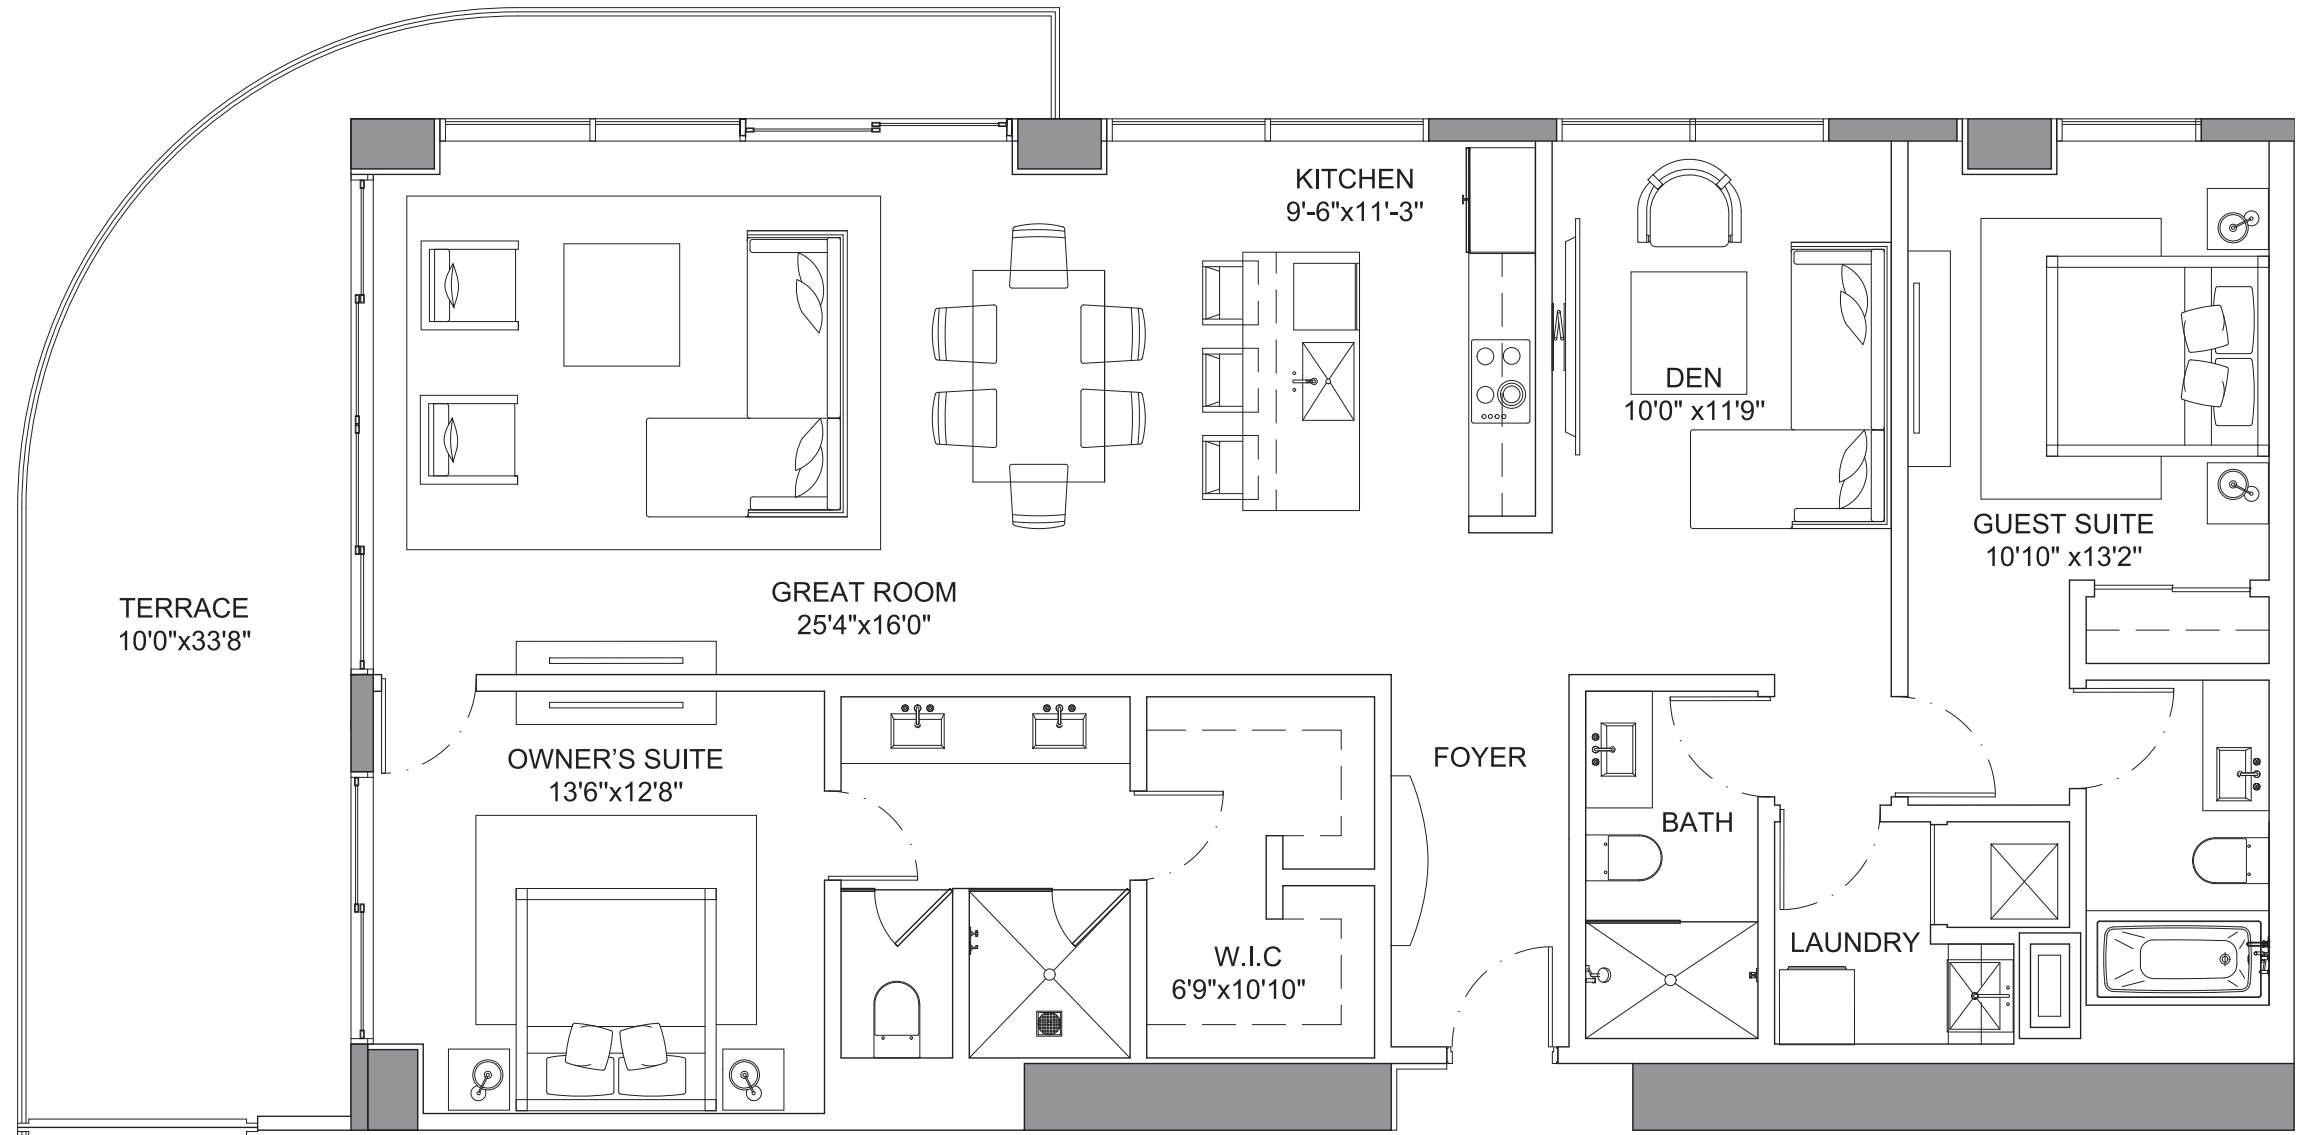 KITCHEN
9'-6"x11'-3"
DEN
10'0" x11'9"
GUEST SUITE
10'10" x13'2"
GREAT ROOM
25'4"x16'0"
TERRACE
10'0"x33'8"
OWNER'S SUITE
13'6"x12'8"
FOYER
BATH
LAUNDRY
W.I.C
6'9"x10'10"